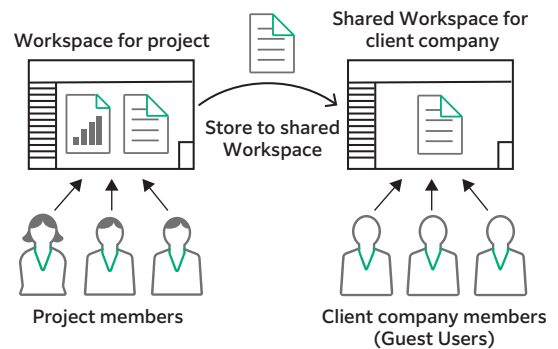 Workspace for project
Shared Workspace for
client company
Store to shared
Workspace
Project members
Client company members
(Guest Users)